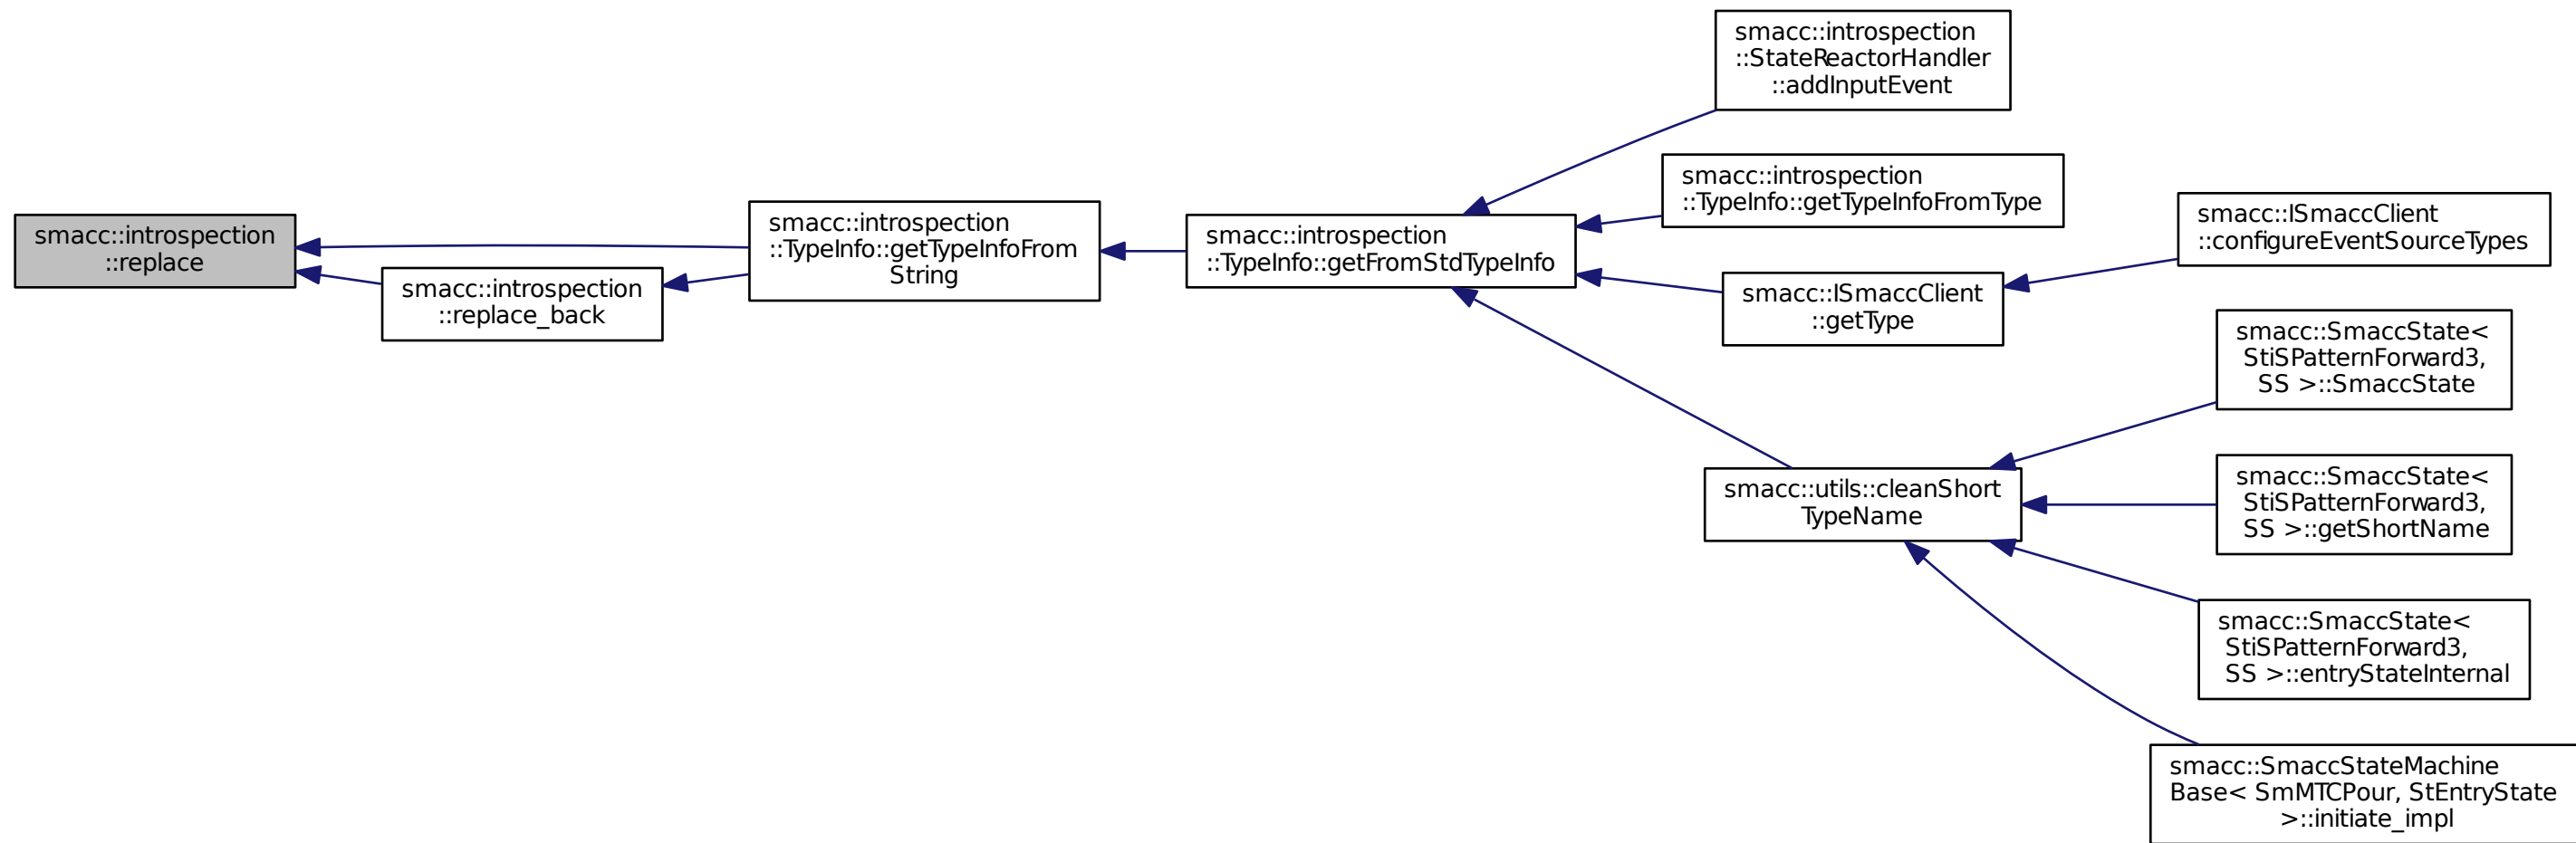 smacc::introspection
::replace
smacc::introspection
::replace_back
smacc::introspection
::TypeInfo::getTypeInfoFrom
String
smacc::introspection
::TypeInfo::getFromStdTypeInfo
smacc::introspection
::StateReactorHandler
::addInputEvent
smacc::introspection
::TypeInfo::getTypeInfoFromType
smacc::ISmaccClient
::getType
smacc::ISmaccClient
::configureEventSourceTypes
smacc::utils::cleanShort
TypeName
smacc::SmaccState<
StiSPatternForward3,
SS >::SmaccState
smacc::SmaccState<
StiSPatternForward3,
SS >::getShortName
smacc::SmaccState<
StiSPatternForward3,
SS >::entryStateInternal
smacc::SmaccStateMachine
Base< SmMTCPour, StEntryState
>::initiate_impl